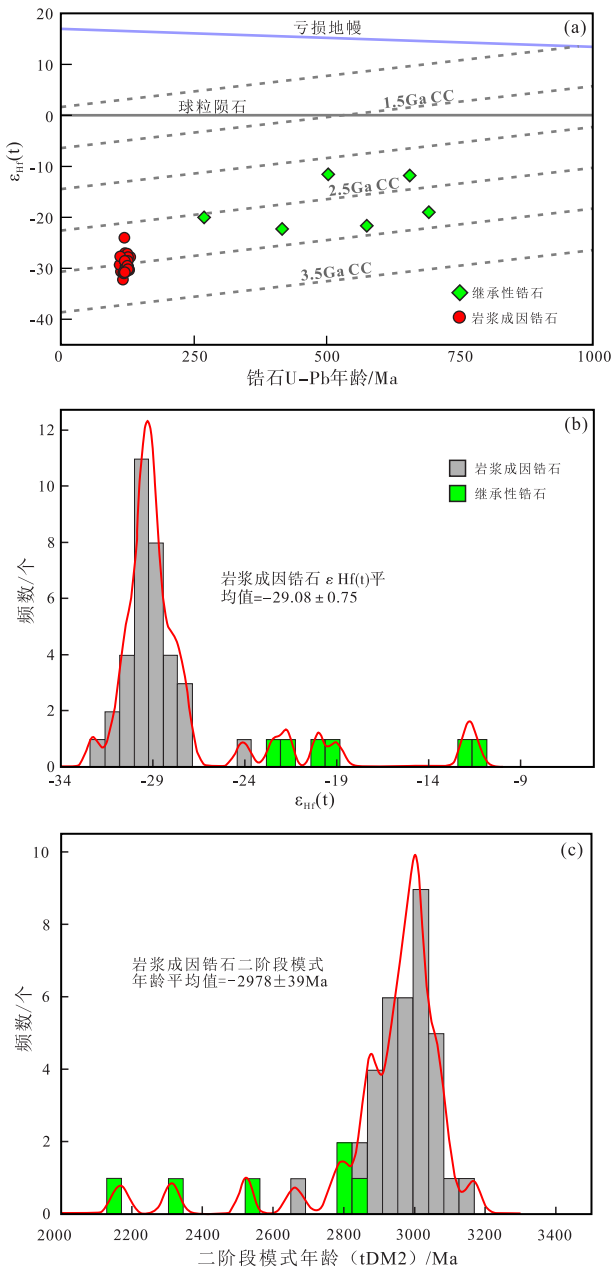 (a)
亏损地幔
球粒陨石
1.5Ga CC
2.5Ga CC
3.5Ga CC
继承性锆石
岩浆成因锆石
20
10
0
-10
-20
-30
-40
εHf(t)
0
250
500
750
1000
锆石U-Pb年龄/Ma
(b)
岩浆成因锆石
继承性锆石
岩浆成因锆石 ε Hf(t)平
均值=-29.08±0.75
12
10
8
6
4
2
0
频数/个
-34
-29
-24
-19
-14
-9
εHf(t)
(c)
岩浆成因锆石二阶段模式
年龄平均值=-2978±39Ma
10
8
6
4
2
0
频数/个
2000
2200
2400
2600
2800
3000
3200
3400
二阶段模式年龄（tDM2）/Ma